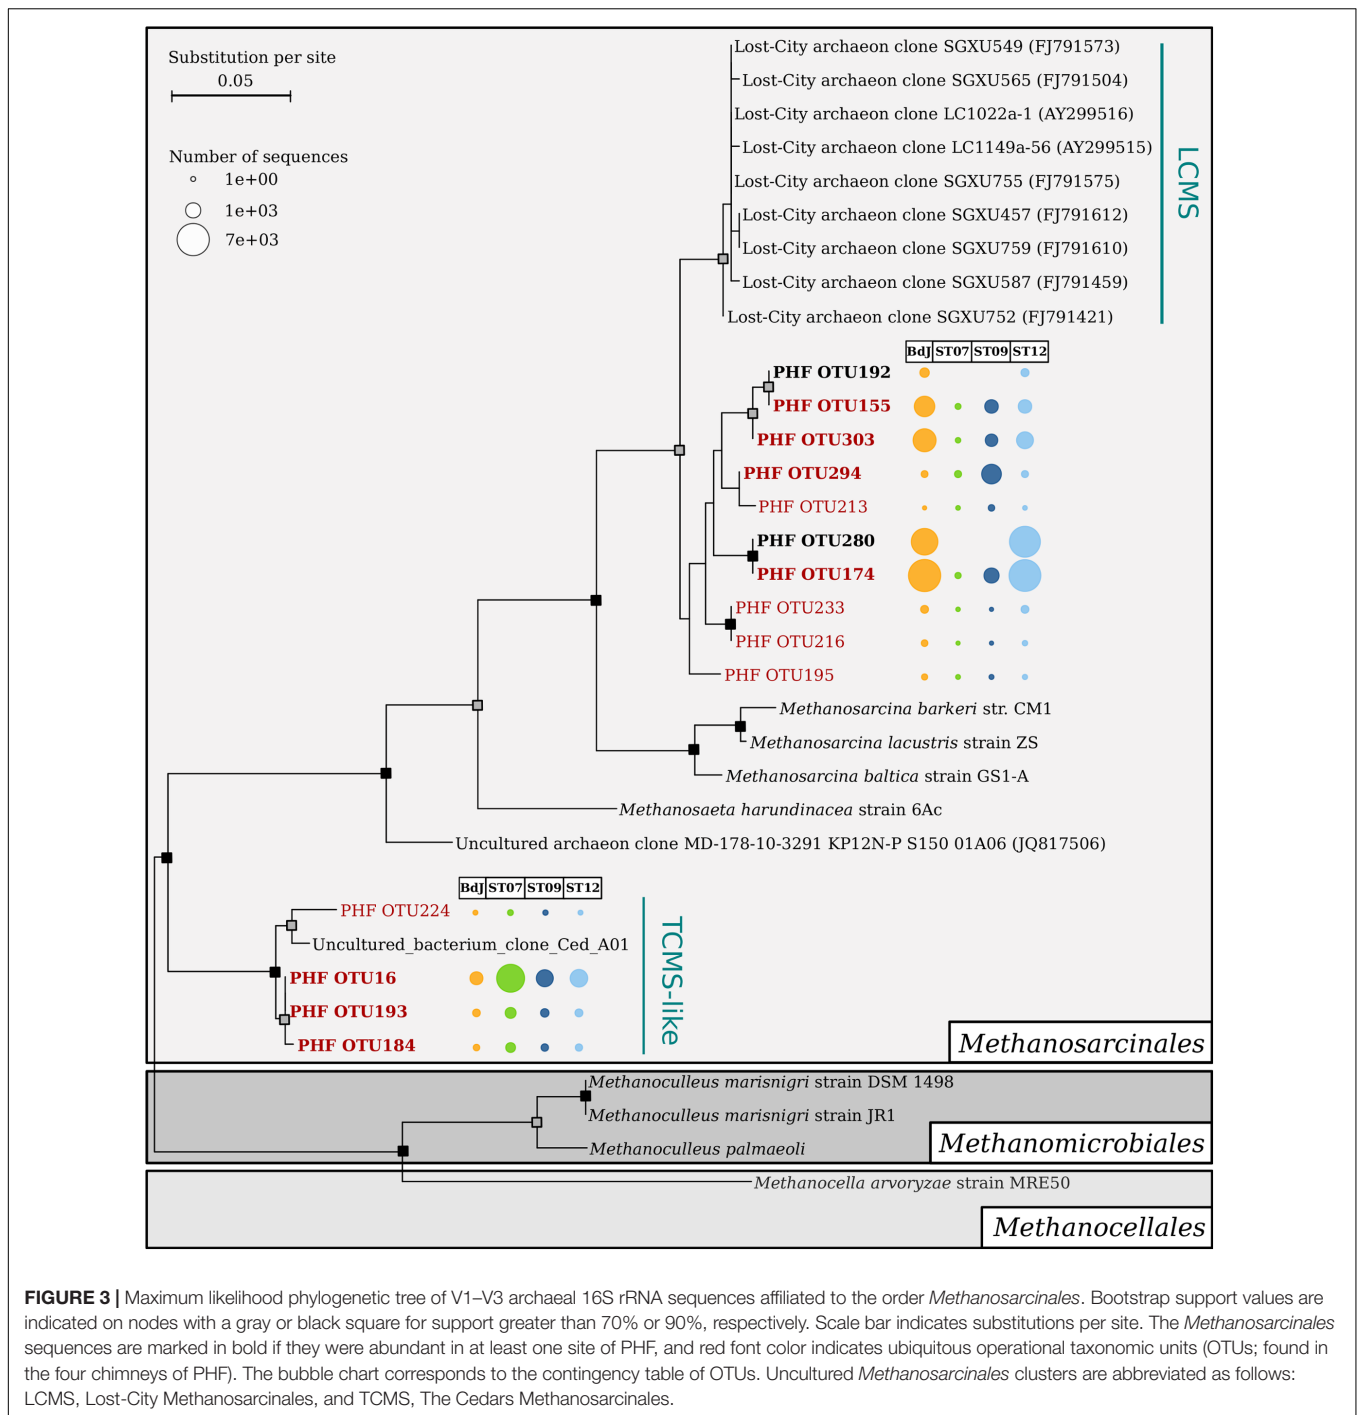 Substitution per site
0.05
Number of sequences
1e+00
1e+03
7e+03
Lost-City archaeon clone SGXU549 (FJ791573)
Lost-City archaeon clone SGXU565 (FJ791504)
Lost-City archaeon clone LC1022a-1 (AY299516)
Lost-City archaeon clone LC1149a-56 (AY299515)
Lost-City archaeon clone SGXU755 (FJ791575)
Lost-City archaeon clone SGXU457 (FJ791612)
Lost-City archaeon clone SGXU759 (FJ791610)
Lost-City archaeon clone SGXU587 (FJ791459)
Lost-City archaeon clone SGXU752 (FJ791421)
LCMS
BdJ ST07 ST09 ST12
PHF OTU192
PHF OTU155
PHF OTU303
PHF OTU294
PHF OTU213
PHF OTU280
PHF OTU174
PHF OTU233
PHF OTU216
PHF OTU195
Methanosarcina barkeri str. CM1
Methanosarcina lacustris strain ZS
Methanosarcina baltica strain GS1-A
Methanosaeta harundinacea strain 6Ac
Uncultured archaeon clone MD-178-10-3291 KP12N-P S150 01A06 (JQ817506)
BdJ ST07 ST09 ST12
PHF OTU224
Uncultured_bacterium_clone_Ced_A01
PHF OTU16
PHF OTU193
PHF OTU184
TCMS-like
Methanosarcinales
Methanoculleus marisnigri strain DSM 1498
Methanoculleus marisnigri strain JR1
Methanoculleus palmaeoli
Methanomicrobiales
Methanocella arvoryzae strain MRE50
Methanocellales
FIGURE 3 | Maximum likelihood phylogenetic tree of V1–V3 archaeal 16S rRNA sequences affiliated to the order Methanosarcinales. Bootstrap support values are
indicated on nodes with a gray or black square for support greater than 70% or 90%, respectively. Scale bar indicates substitutions per site. The Methanosarcinales
sequences are marked in bold if they were abundant in at least one site of PHF, and red font color indicates ubiquitous operational taxonomic units (OTUs; found in
the four chimneys of PHF). The bubble chart corresponds to the contingency table of OTUs. Uncultured Methanosarcinales clusters are abbreviated as follows:
LCMS, Lost-City Methanosarcinales, and TCMS, The Cedars Methanosarcinales.